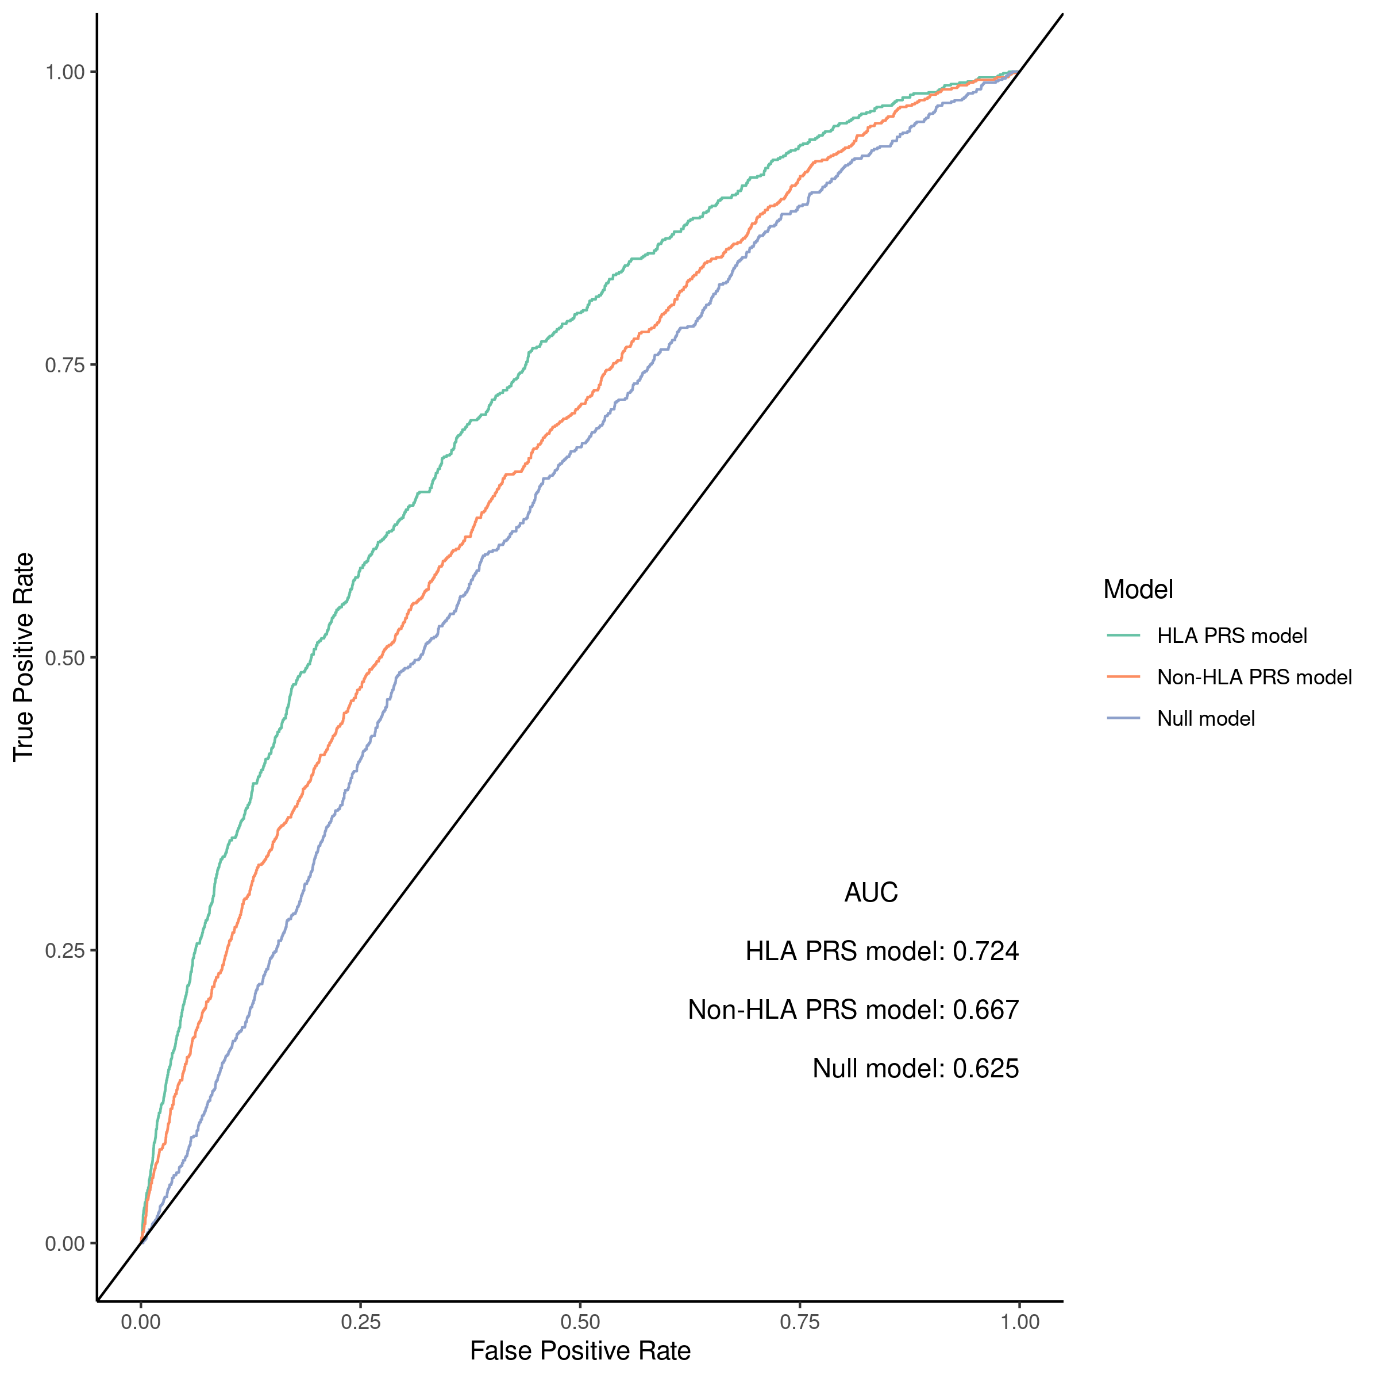 1.00
0.75
0.50
0.25
0.00
True Positive Rate
0.00 0.25 0.50 0.75 1.00
False Positive Rate
AUC
HLA PRS model: 0.724
Non-HLA PRS model: 0.667
Null model: 0.625
Model
HLA PRS model
Non-HLA PRS model
Null model